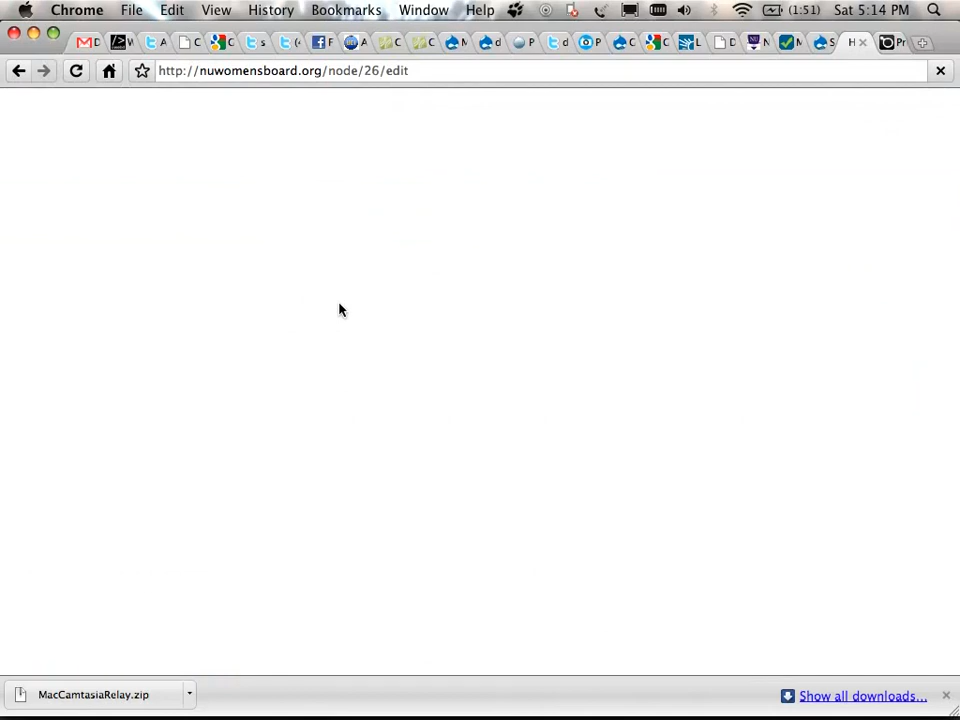 Chrome File Edit View History Bookmarks Window Help (1:51) Sat 5:14 PM
D W A C C s ( F A C C M d P d P C C L D N M S H Pr
http://nuwomensboard.org/node/26/edit
MacCamtasiaRelay.zip Show all downloads...